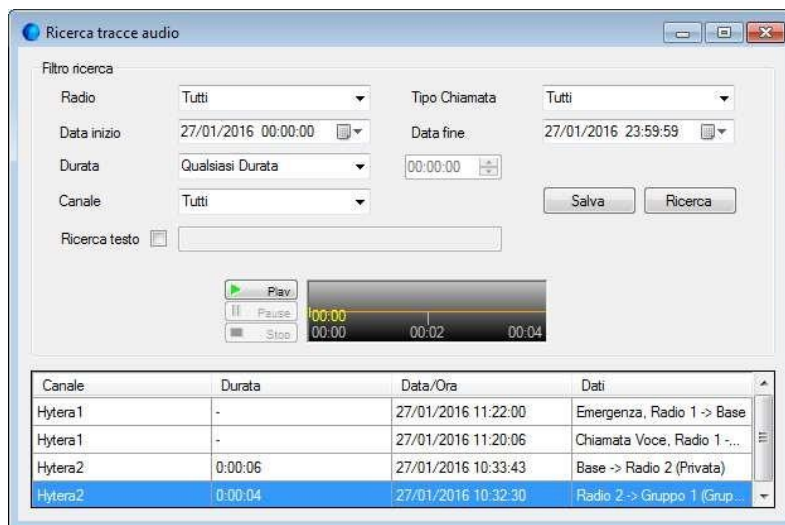 Ricerca tracce audio
Filtro ricerca
Radio Tutti Tipo Chiamata Tutti
Data inizio 27/01/2016 00:00:00 Data fine 27/01/2016 23:59:59
Durata Qualsiasi Durata 00:00:00
Canale Tutti Salva Ricerca
Ricerca testo
Play
Pause 00:00
Stop 00:00 00:02 00:04
Canale Durata Data/Ora Dati
Hytera1 - 27/01/2016 11:22:00 Emergenza, Radio 1 -> Base
Hytera1 - 27/01/2016 11:20:06 Chiamata Voce, Radio 1 -...
Hytera2 0:00:06 27/01/2016 10:33:43 Base -> Radio 2 (Privata)
Hytera2 0:00:04 27/01/2016 10:32:30 Radio 2 -> Gruppo 1 (Grup...